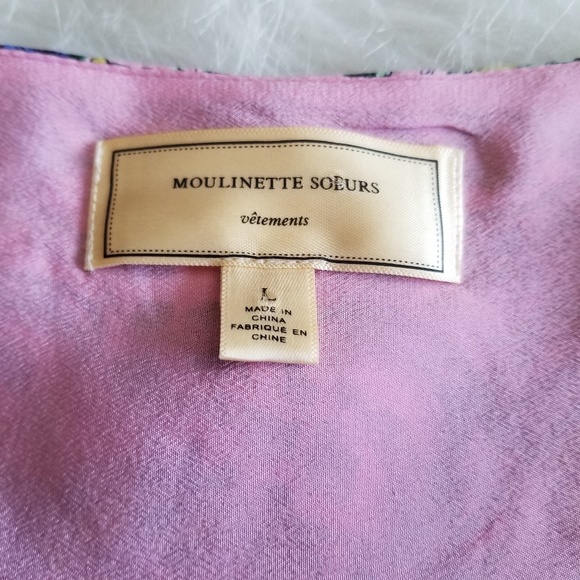 MOULINETTE SOEURS
vêtements
L
MADE IN
CHINA
FABRIQUÉ EN
CHINE